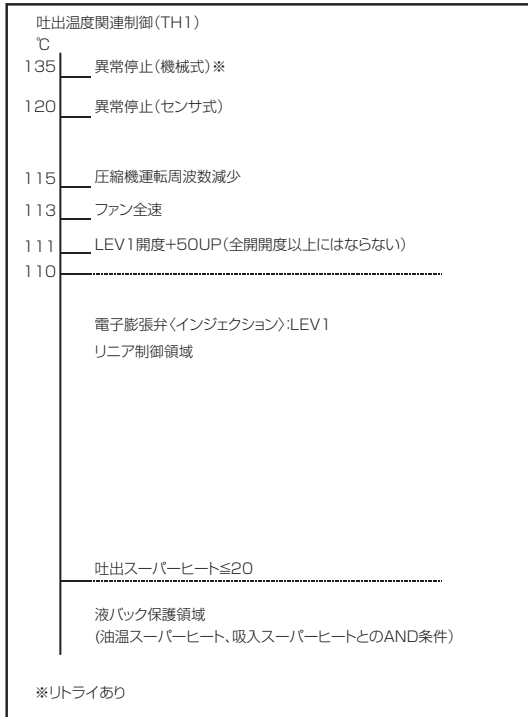 吐出温度関連制御(TH1)
℃
135 異常停止(機械式)※
120 異常停止(センサ式)
115 圧縮機運転周波数減少
113 ファン全速
111 LEV1開度+50UP(全開開度以上にはならない)
110
電子膨張弁〈インジェクション〉:LEV1
リニア制御領域
吐出スーパーヒート≦20
液バック保護領域
(油温スーパーヒート、吸入スーパーヒートとのAND条件)
※リトライあり